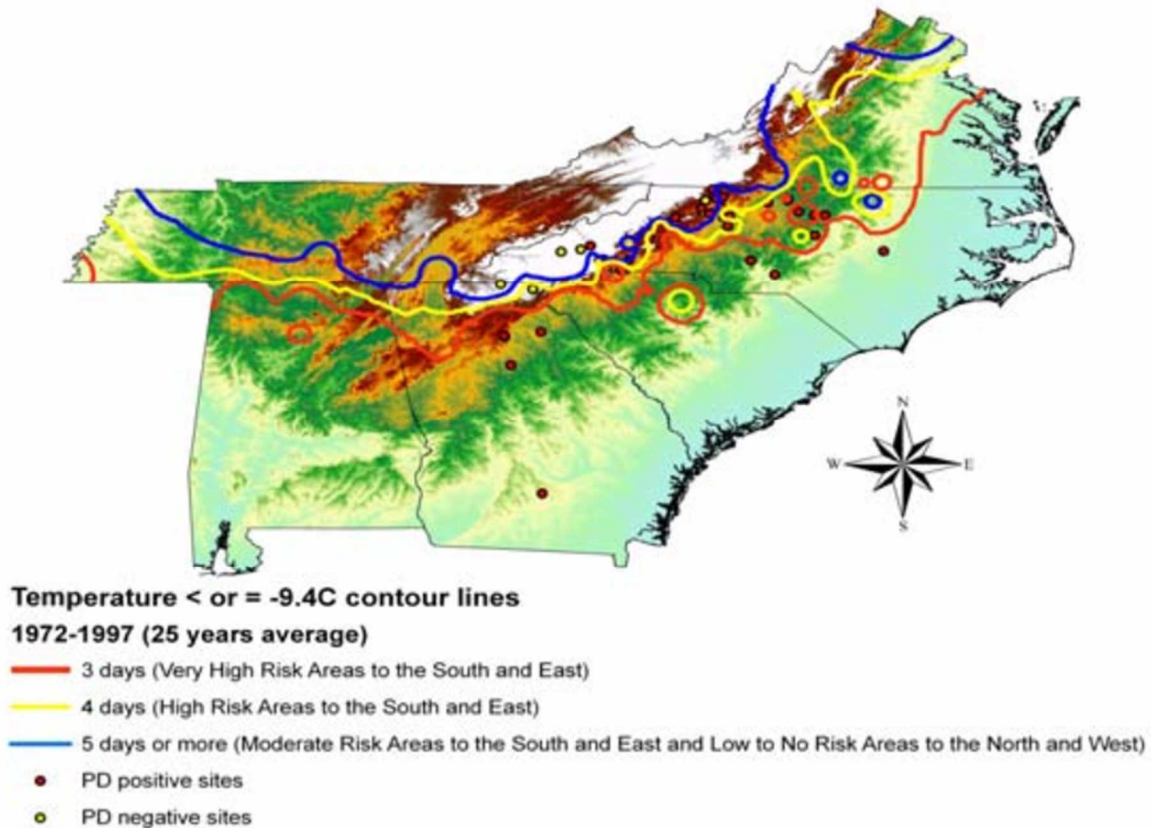 N
W E
S
Temperature < or = -9.4C contour lines
1972-1997 (25 years average)
3 days (Very High Risk Areas to the South and East)
4 days (High Risk Areas to the South and East)
5 days or more (Moderate Risk Areas to the South and East and Low to No Risk Areas to the North and West)
PD positive sites
PD negative sites